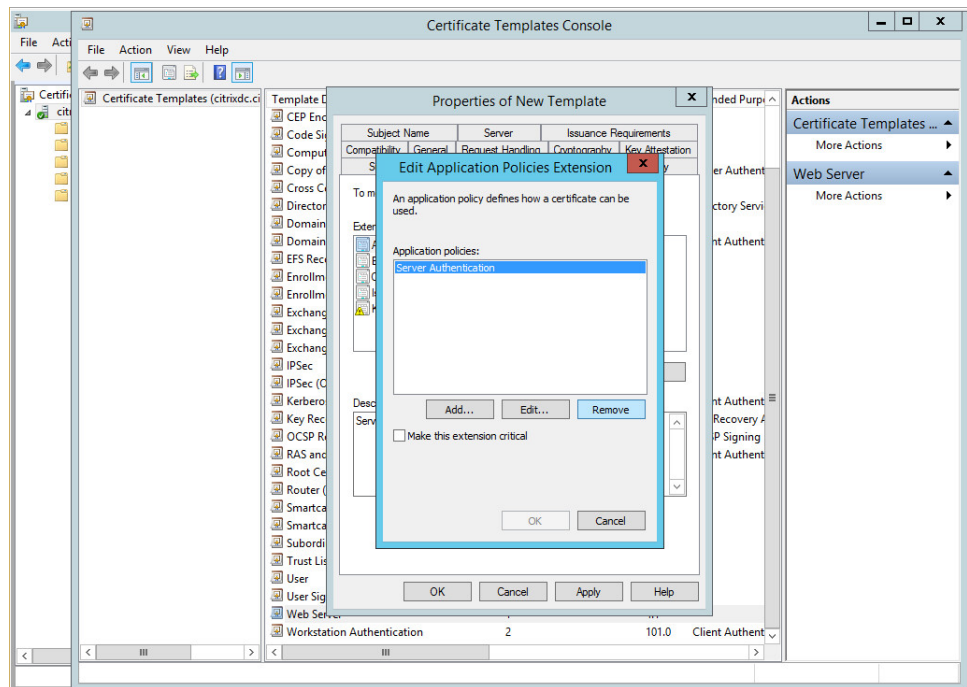 Certificate Templates Console
File Acti
File Action View Help
Certifi
citi
Certificate Templates (citrixdc.ci
Template D
nded Purp
CEP Enc
Code Si
Comput
Copy of
er Authent
Cross Ce
Director
ctory Servi
Domain
Domain
nt Authent
EFS Rec
Enrollm
Enrollm
Exchang
Exchang
Exchang
IPSec
IPSec (O
Kerbero
nt Authent
Key Rec
Recovery A
OCSP R
P Signing
RAS and
nt Authent
Root Ce
Router (
Smartca
Smartca
Subordi
Trust Lis
User
User Sig
Web Server
Workstation Authentication 2 101.0 Client Authent
Properties of New Template
Subject Name Server Issuance Requirements
Compatibility General Request Handling Cryptography Key Attestation
S y
To m
Exter
Desc
Serv
OK Cancel Apply Help
Edit Application Policies Extension
An application policy defines how a certificate can be
used.
Application policies:
Server Authentication
Add... Edit... Remove
Make this extension critical
OK Cancel
Actions
Certificate Templates ...
More Actions
Web Server
More Actions